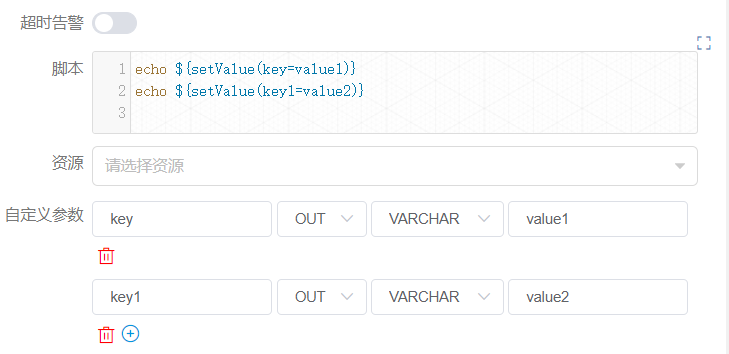 超时告警
脚本
1 echo ${setValue(key=value1)}
2 echo ${setValue(key1=value2)}
3
资源 请选择资源
自定义参数 key OUT VARCHAR value1
key1 OUT VARCHAR value2